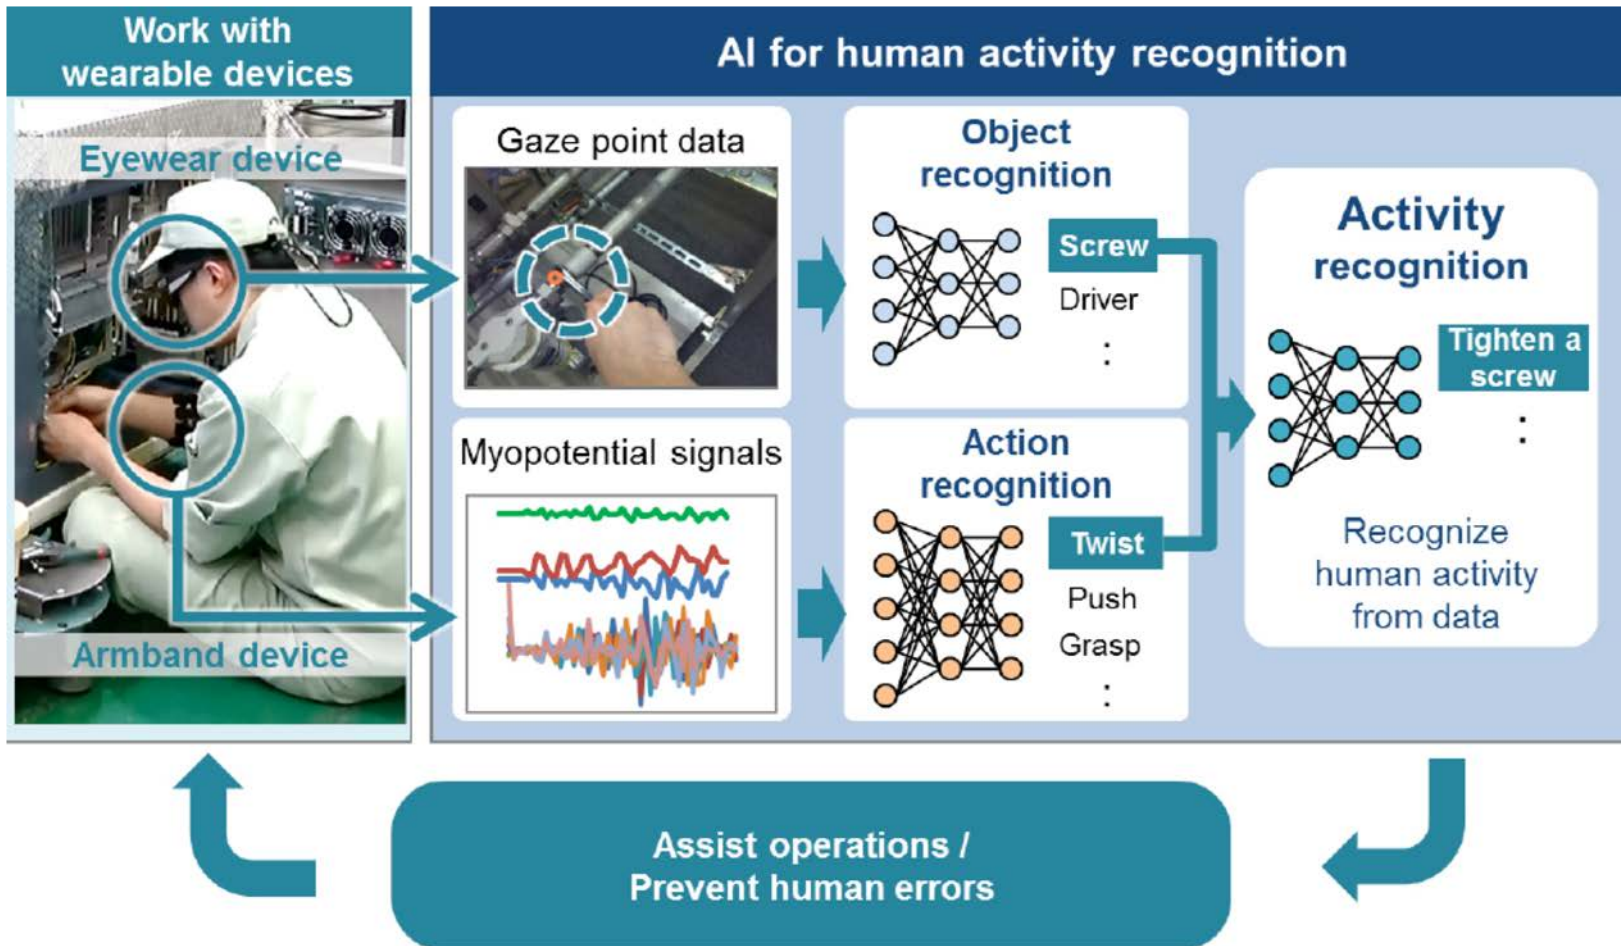 Work with
wearable devices
AI for human activity recognition
Eyewear device
Armband device
Gaze point data
Myopotential signals
Object
recognition
Screw
Driver
:
Action
recognition
Twist
Push
Grasp
:
Activity
recognition
Tighten a
screw
:
Recognize
human activity
from data
Assist operations /
Prevent human errors